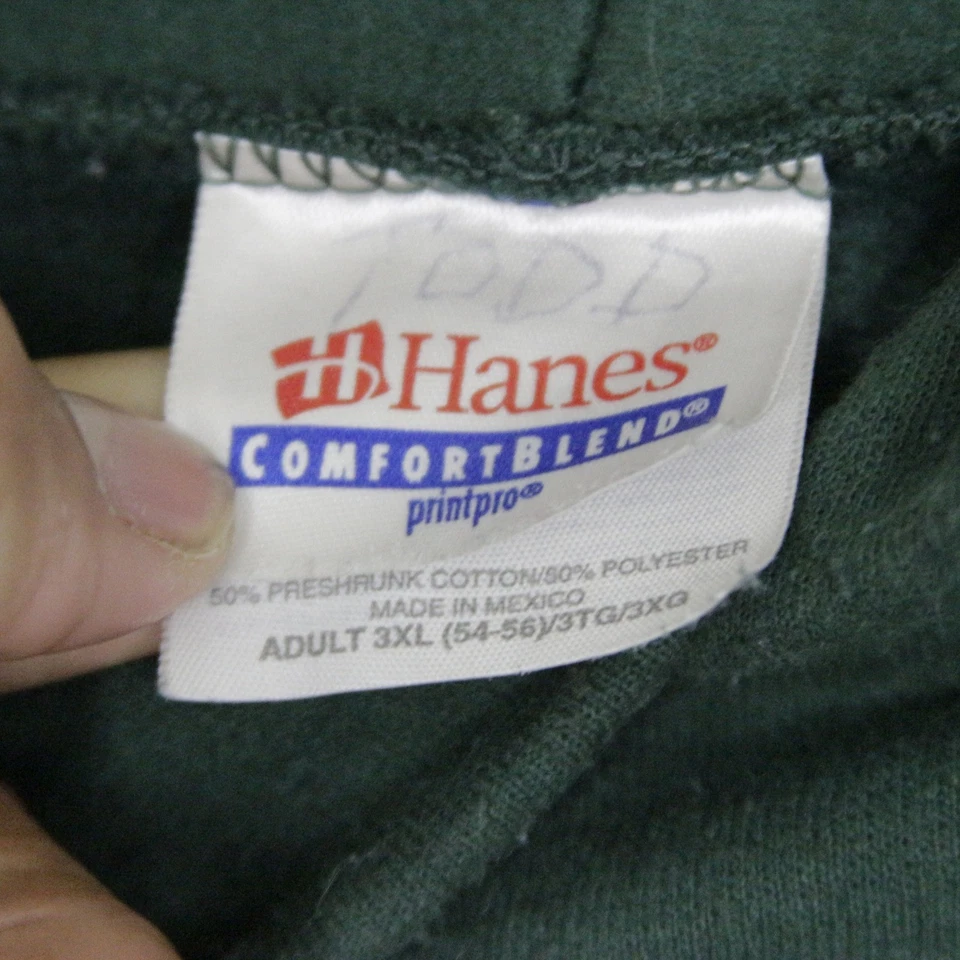 TODD
Hanes®
COMFORTBLEND®
printpro®
50% PRESHRUNK COTTON/50% POLYESTER
MADE IN MEXICO
ADULT 3XL (54-56)/3TG/3XG